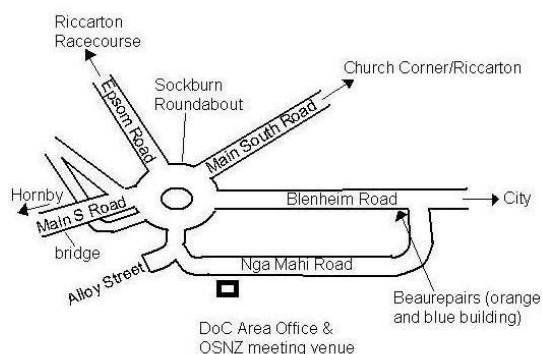 Riccarton
Racecourse
Sockburn
Roundabout
Church Corner/Riccarton
Epsom Road
Main South Road
Hornby
Main S Road
bridge
Blenheim Road
City
Alloy Street
Nga Mahi Road
Beaurepairs (orange
and blue building)
DoC Area Office &
OSNZ meeting venue